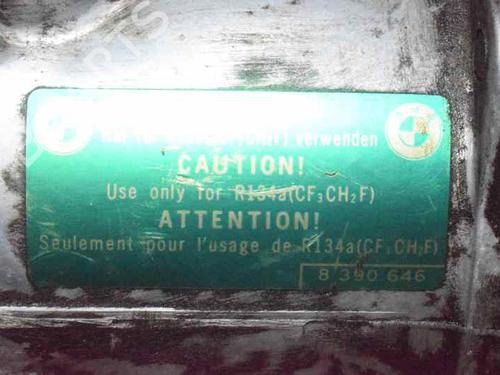 verwenden
CAUTION!
Use only for R134a(CF₃CH₂F)
ATTENTION!
Seulement pour l'usage de R134a(CF₃CH₂F)
8 390 646